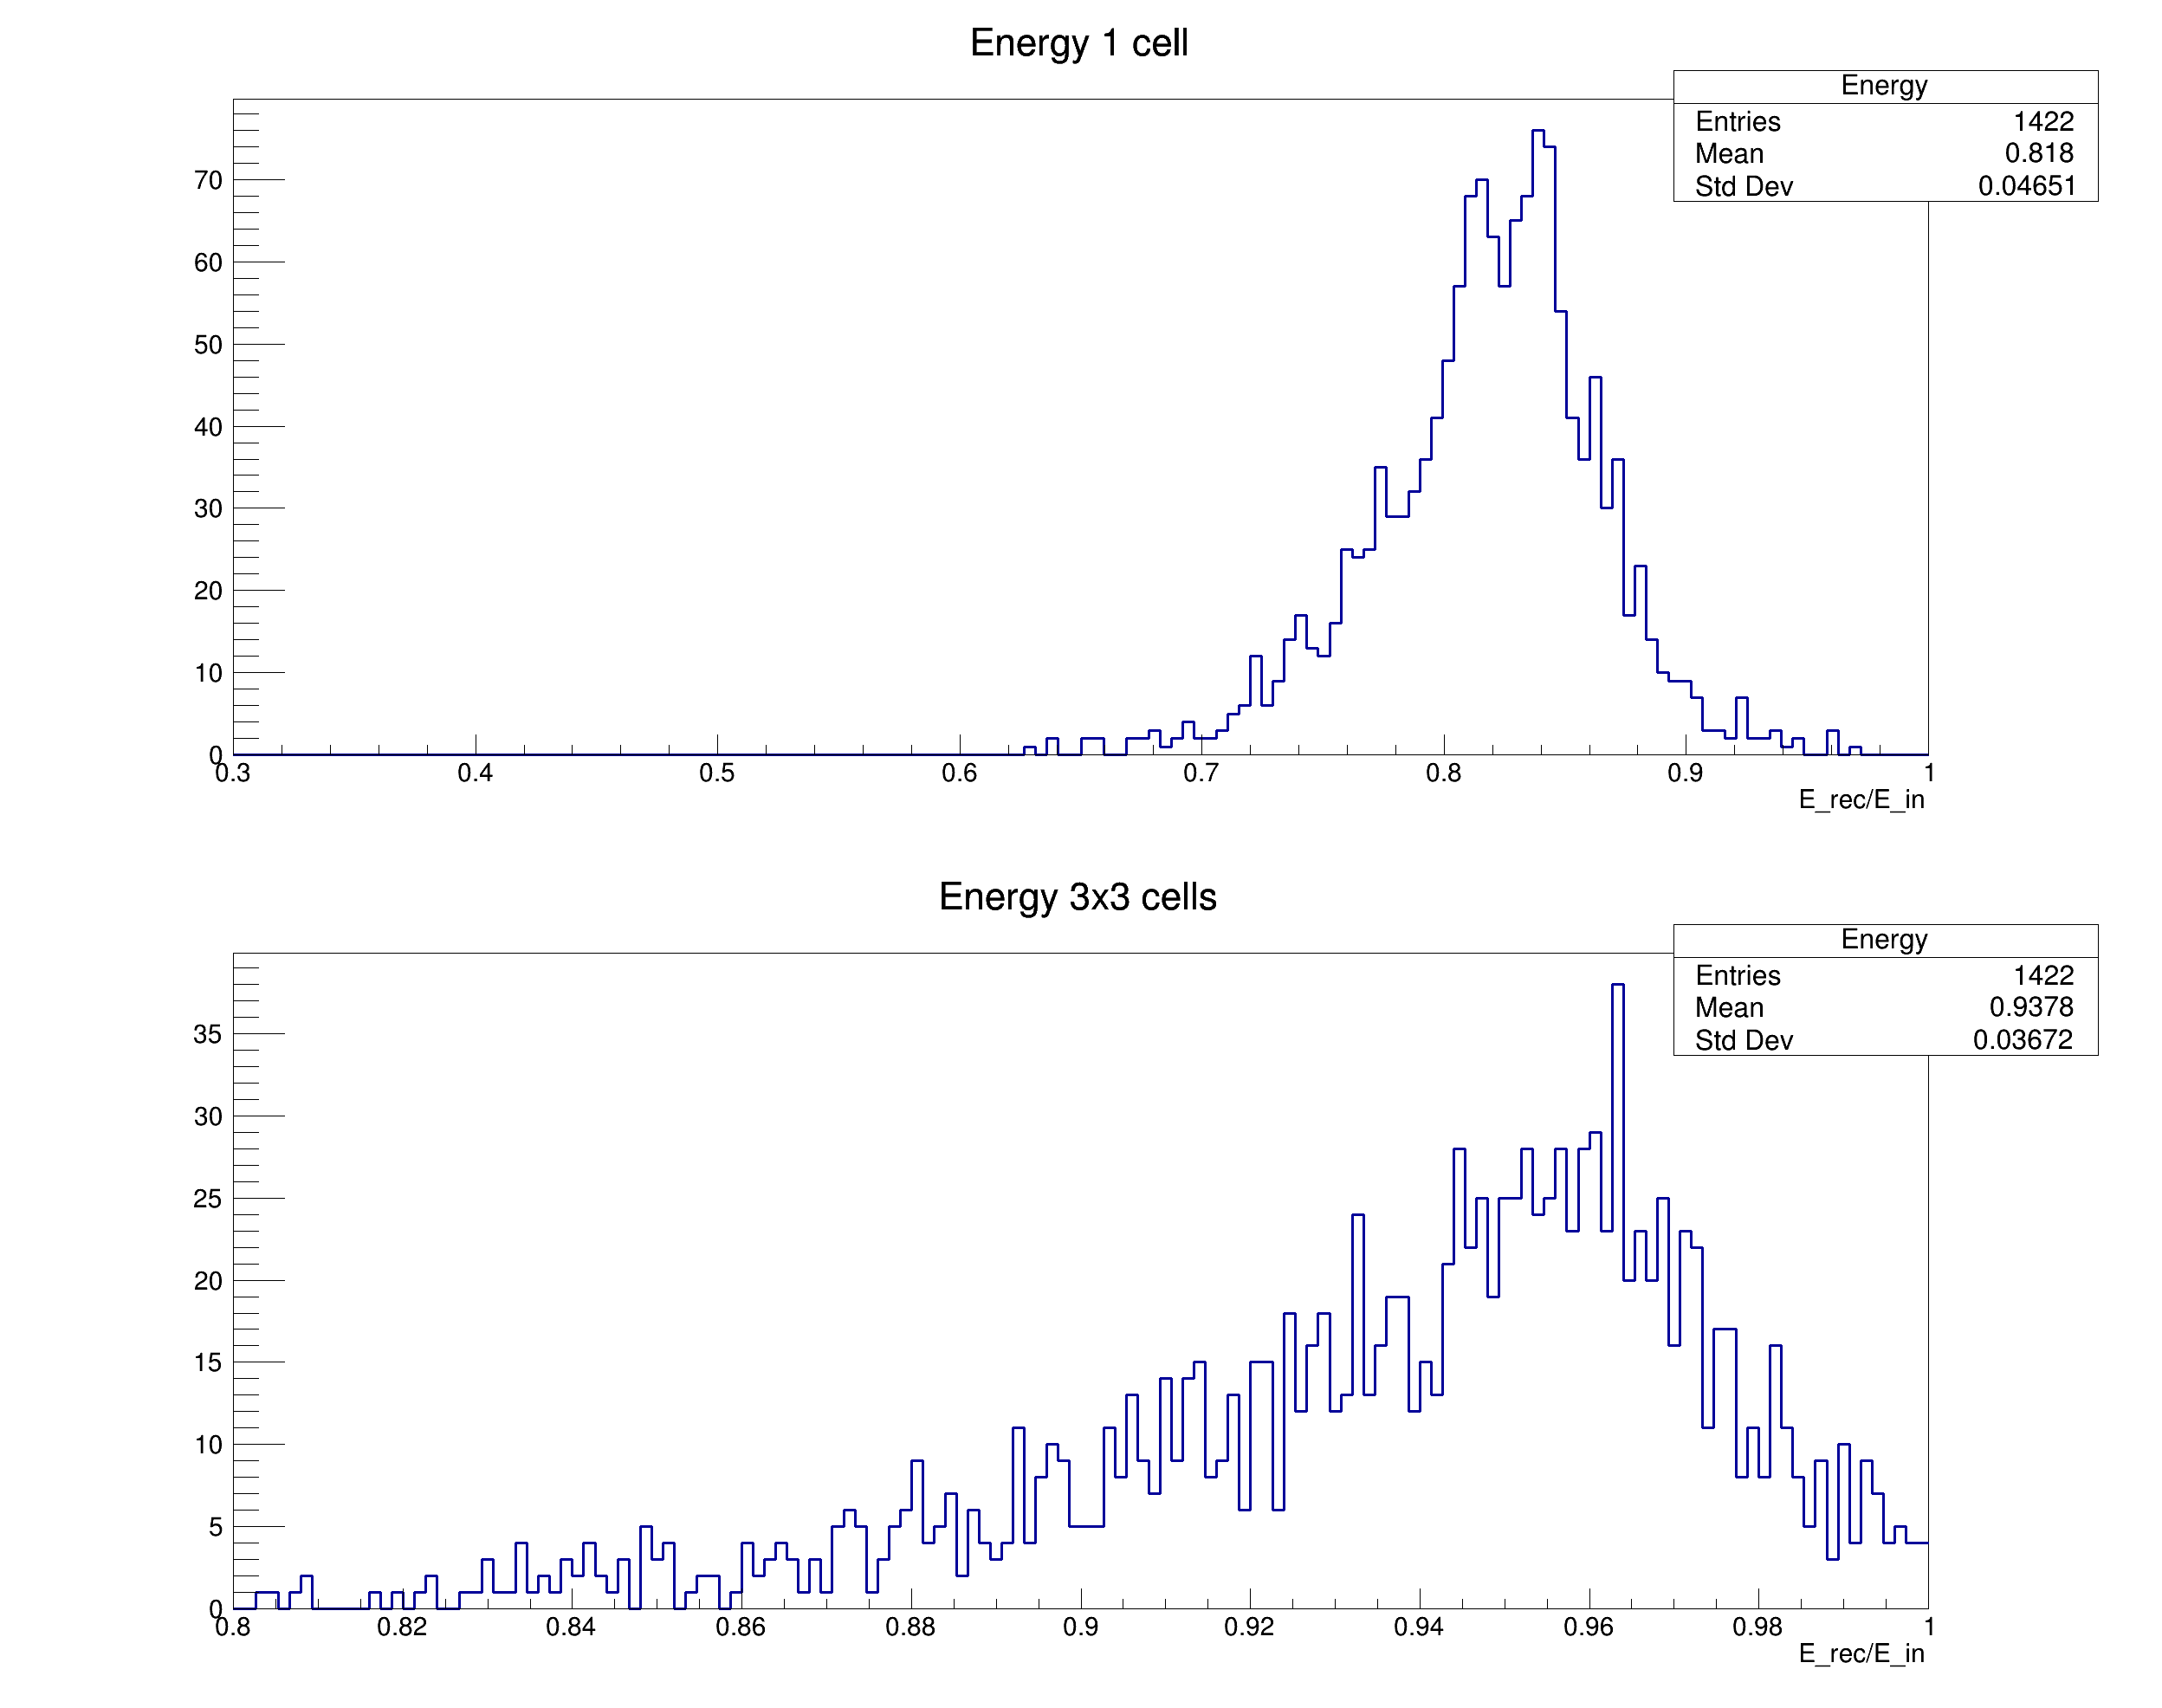 Energy 1 cell
Energy
Entries 1422
Mean 0.818
Std Dev 0.04651
70
60
50
40
30
20
10
0
0.3 0.4 0.5 0.6 0.7 0.8 0.9 1
E_rec/E_in
Energy 3x3 cells
Energy
Entries 1422
Mean 0.9378
Std Dev 0.03672
35
30
25
20
15
10
5
0
0.8 0.82 0.84 0.86 0.88 0.9 0.92 0.94 0.96 0.98 1
E_rec/E_in